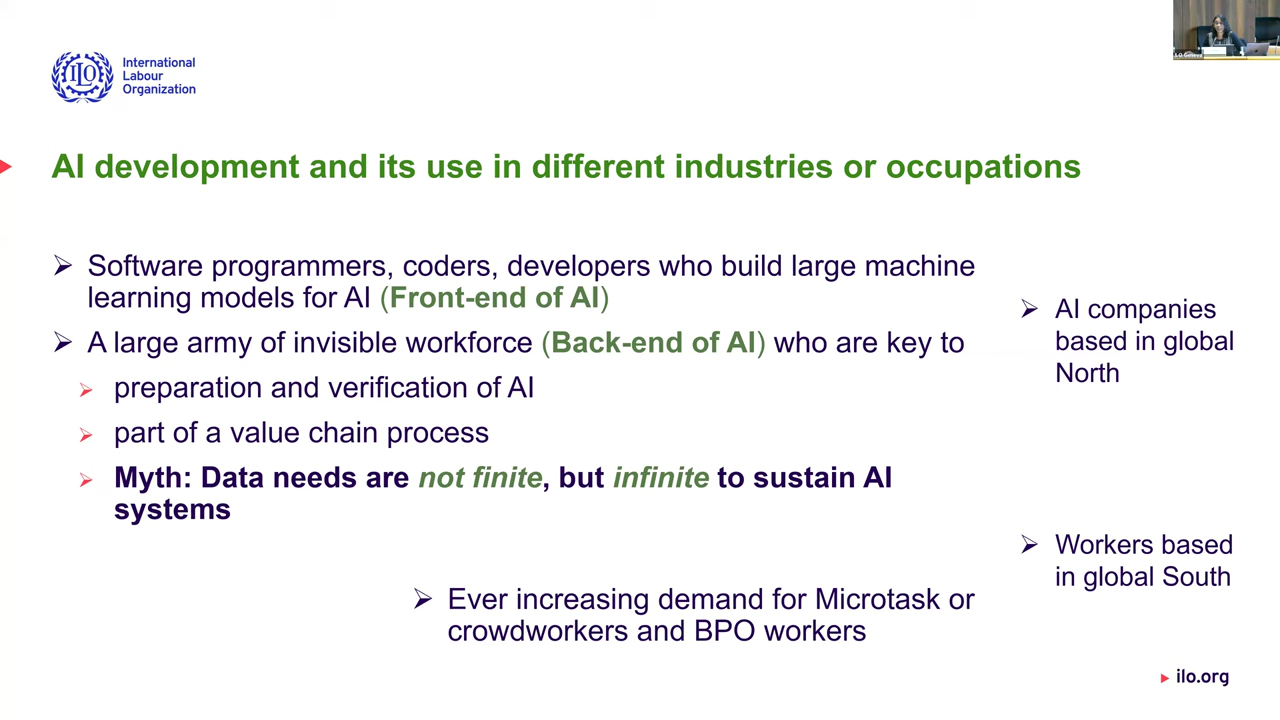 ILO
International
Labour
Organization
AI development and its use in different industries or occupations
Software programmers, coders, developers who build large machine
learning models for AI (Front-end of AI)
A large army of invisible workforce (Back-end of AI) who are key to
preparation and verification of AI
part of a value chain process
Myth: Data needs are not finite, but infinite to sustain AI
systems
AI companies
based in global
North
Workers based
in global South
Ever increasing demand for Microtask or
crowdworkers and BPO workers
ilo.org